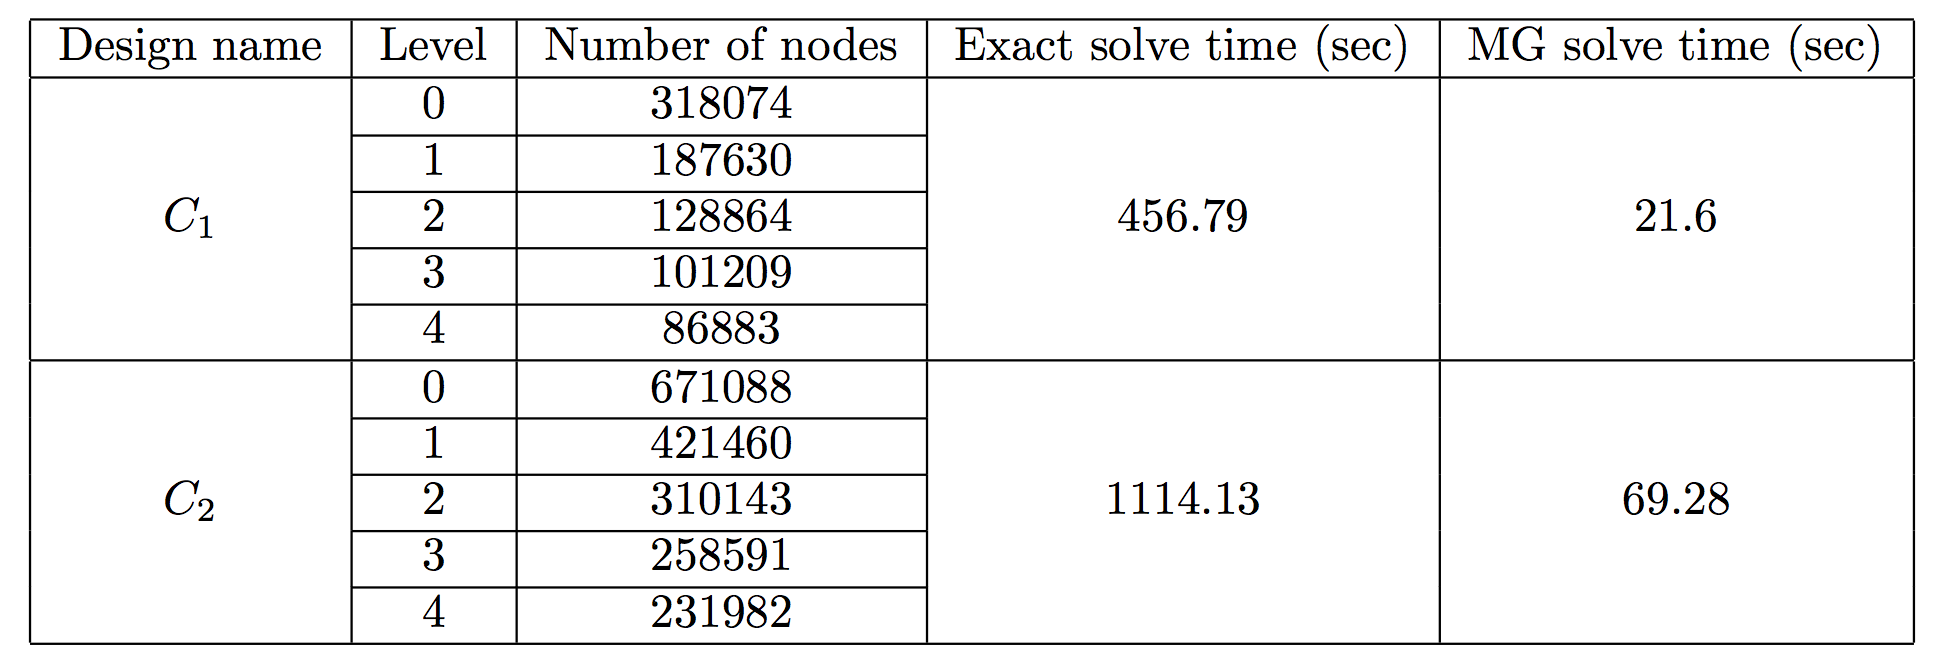 Design name Level Number of nodes Exact solve time (sec) MG solve time (sec)
0 318074
1 187630
C1 2 128864 456.79 21.6
3 101209
4 86883
0 671088
1 421460
C2 2 310143 1114.13 69.28
3 258591
4 231982